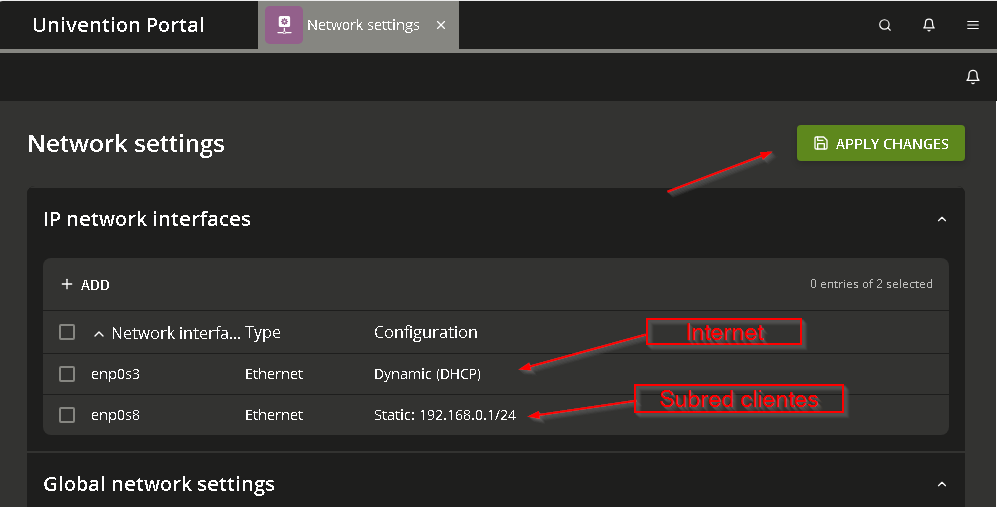 Univention Portal
Network settings
Network settings
APPLY CHANGES
IP network interfaces
ADD
0 entries of 2 selected
Network interfa... Type Configuration
Internet
enp0s3 Ethernet Dynamic (DHCP)
Subred clientes
enp0s8 Ethernet Static: 192.168.0.1/24
Global network settings